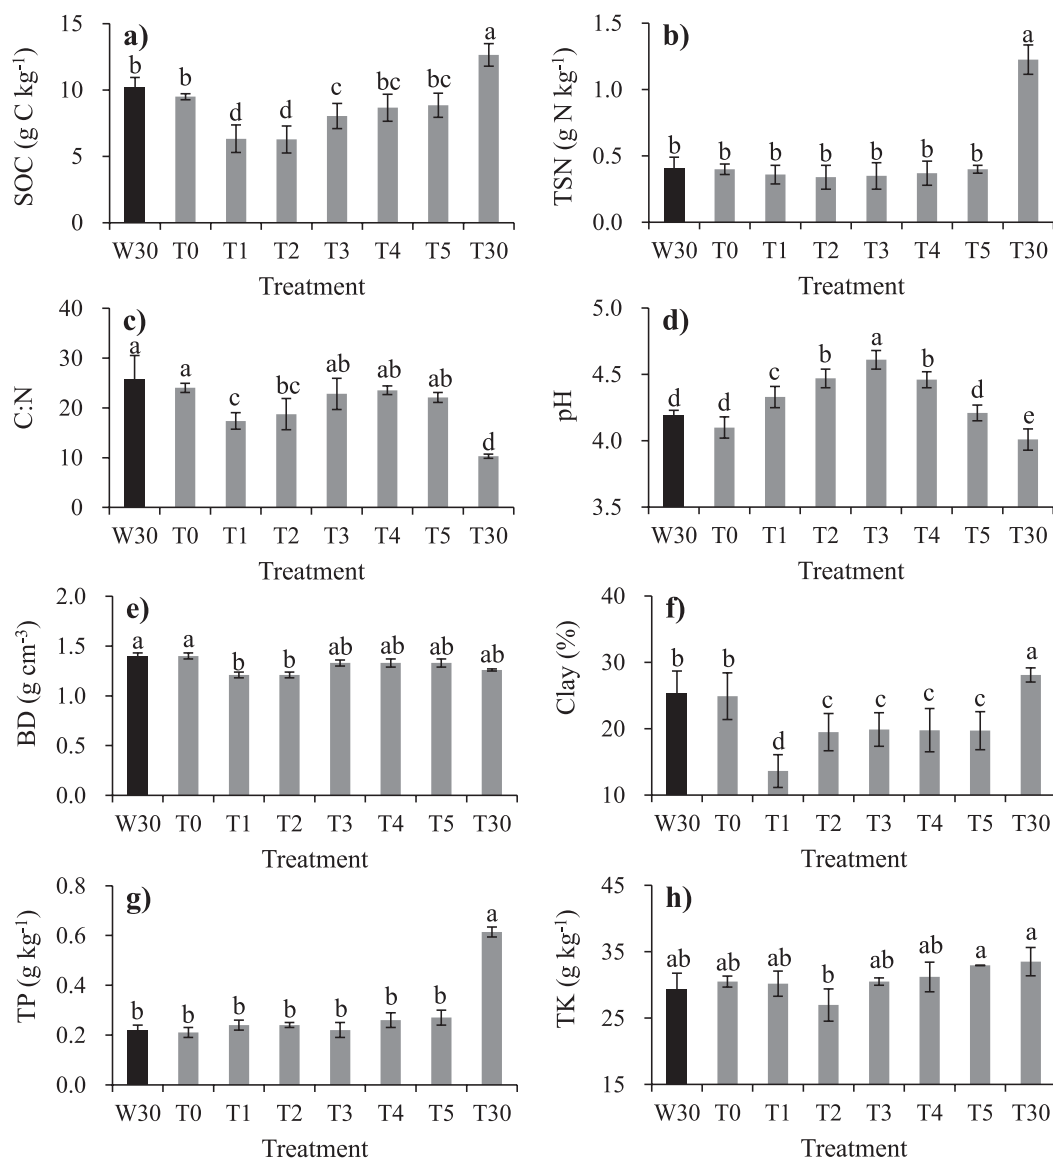 a)
SOC (g C kg-1)
15
10
5
0
b b d d c bc bc a
W30 T0 T1 T2 T3 T4 T5 T30
Treatment
b)
TSN (g N kg-1)
1.5
1.0
0.5
0.0
b b b b b b b a
W30 T0 T1 T2 T3 T4 T5 T30
Treatment
c)
C:N
40
30
20
10
0
a a c bc ab ab ab d
W30 T0 T1 T2 T3 T4 T5 T30
Treatment
d)
pH
5.0
4.5
4.0
3.5
d d c b a b d e
W30 T0 T1 T2 T3 T4 T5 T30
Treatment
e)
BD (g cm-3)
2.0
1.5
1.0
0.5
0.0
a a b b ab ab ab ab
W30 T0 T1 T2 T3 T4 T5 T30
Treatment
f)
Clay (%)
40
30
20
10
b b d c c c c a
W30 T0 T1 T2 T3 T4 T5 T30
Treatment
g)
TP (g kg-1)
0.8
0.6
0.4
0.2
0.0
b b b b b b b a
W30 T0 T1 T2 T3 T4 T5 T30
Treatment
h)
TK (g kg-1)
45
35
25
15
ab ab ab b ab ab a a
W30 T0 T1 T2 T3 T4 T5 T30
Treatment